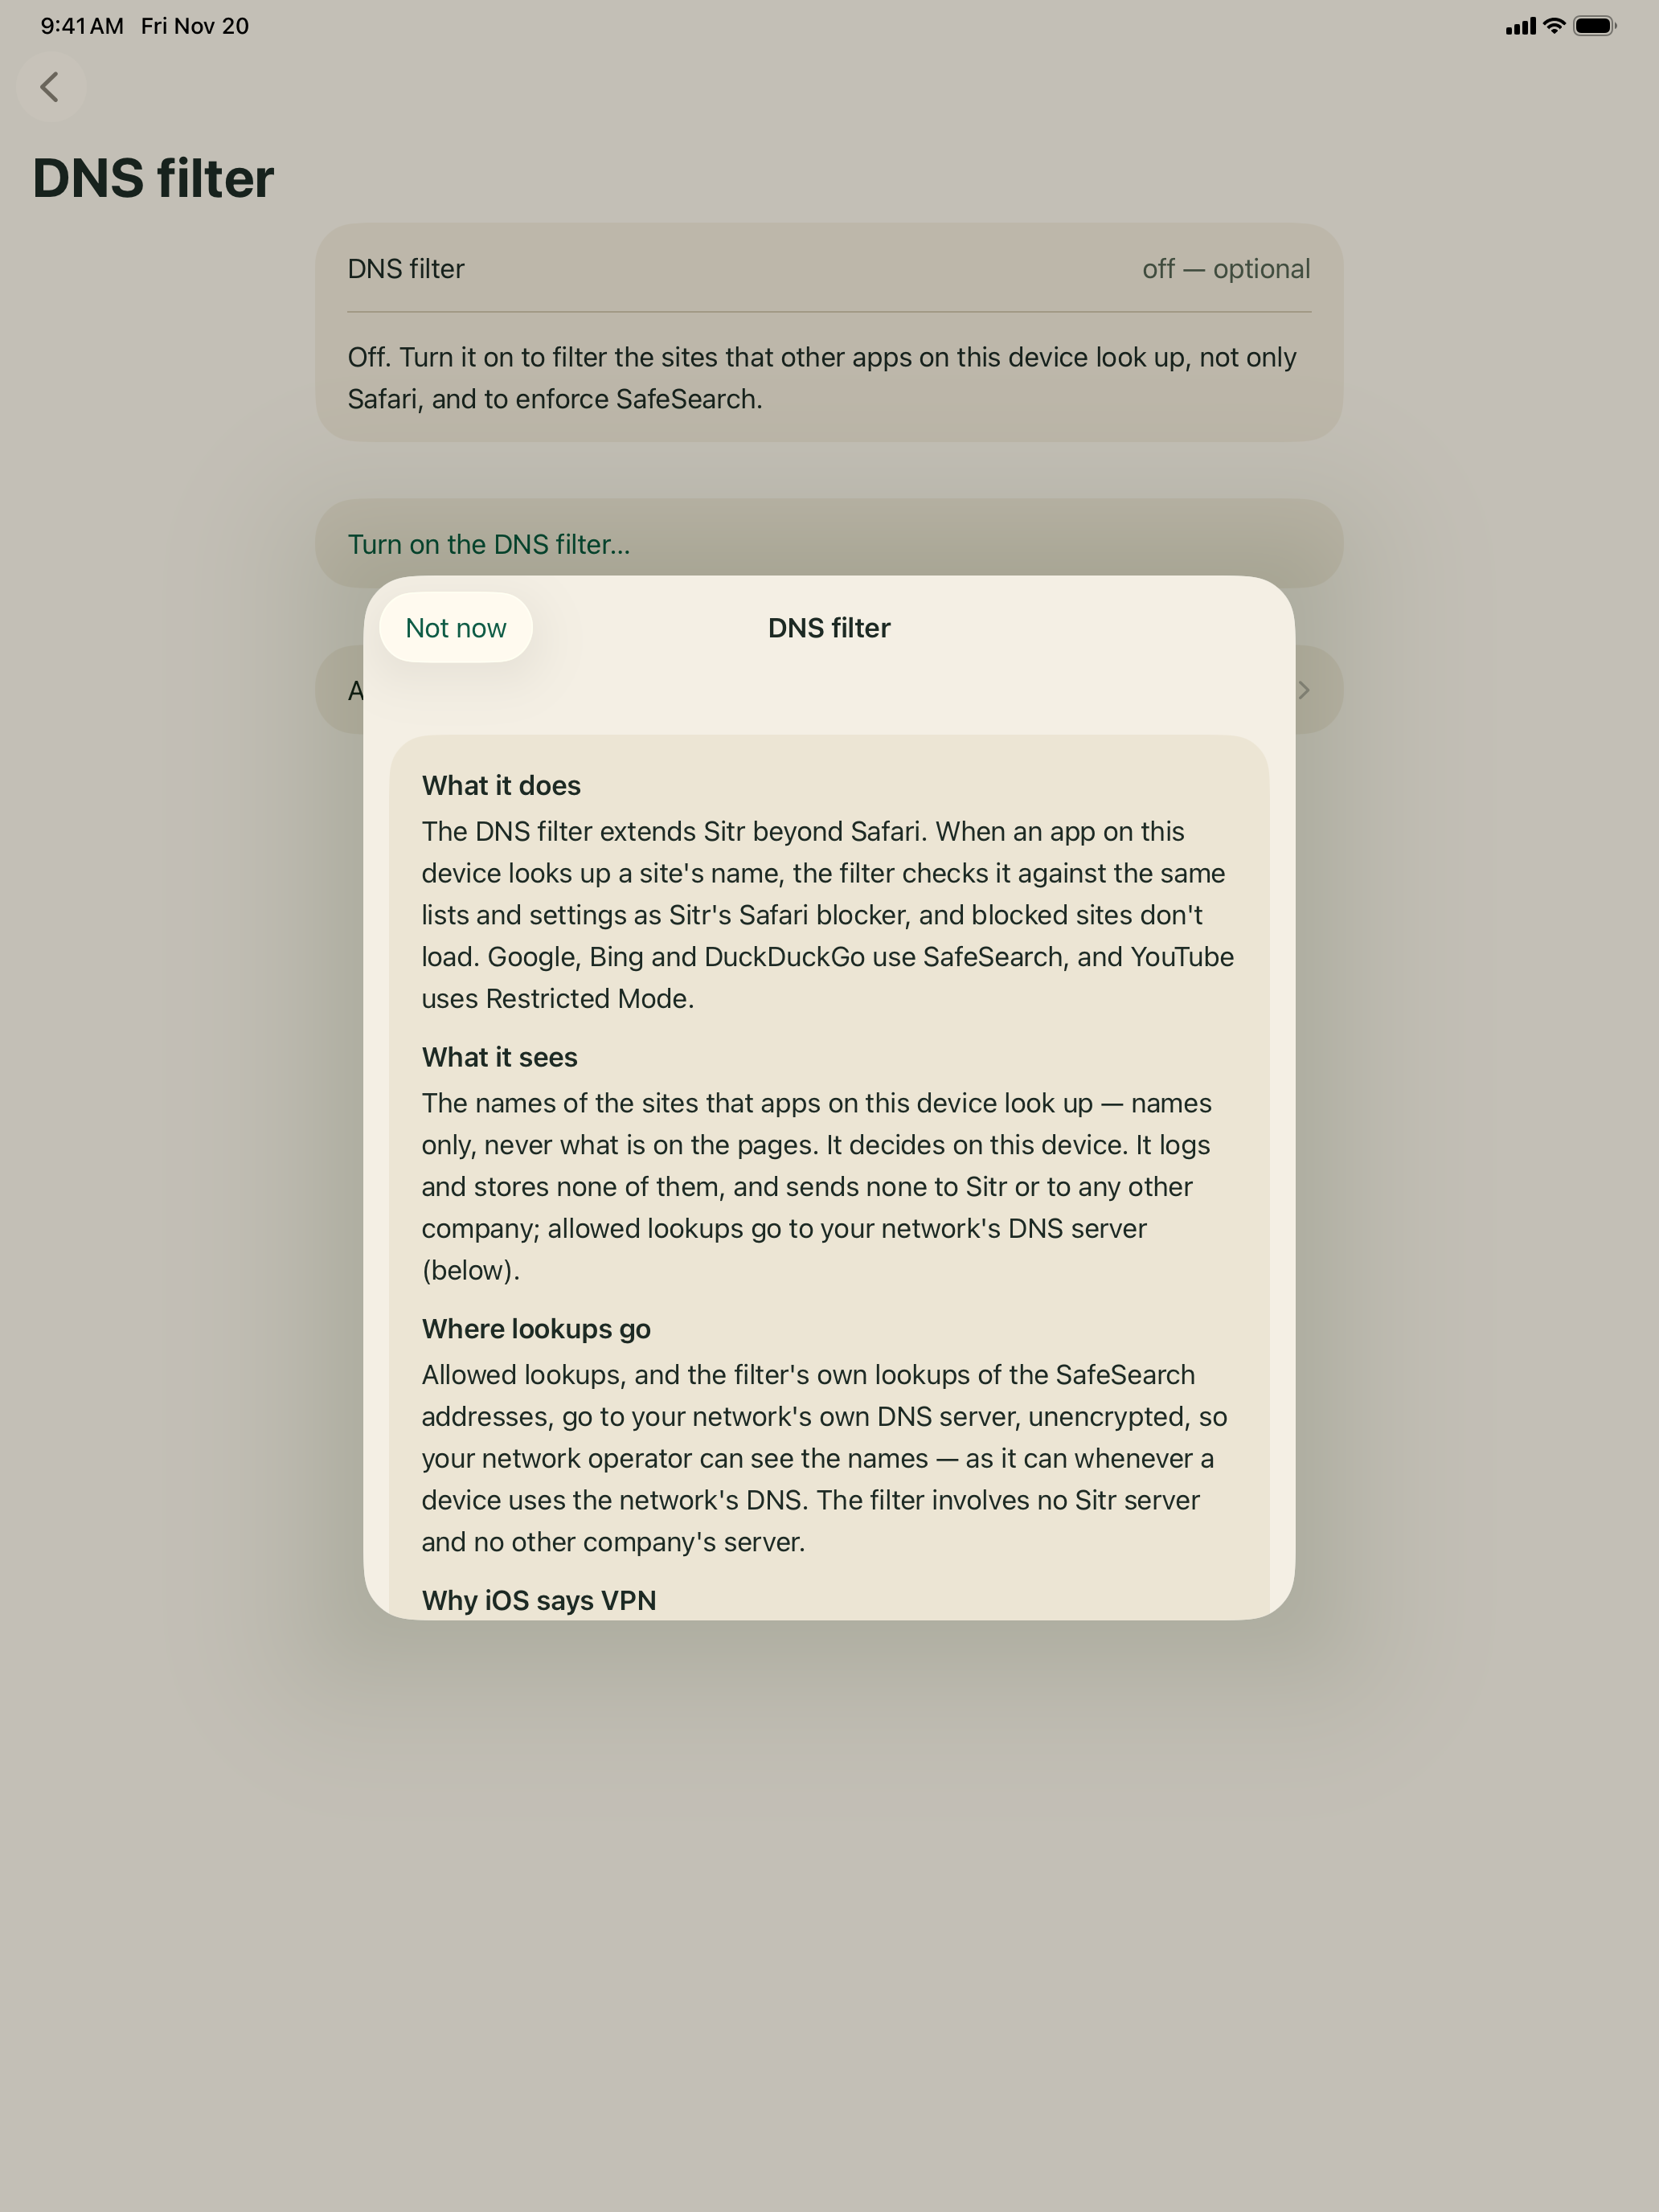 9:41 AM Fri Nov 20
DNS filter
DNS filter off — optional
Off. Turn it on to filter the sites that other apps on this device look up, not only
Safari, and to enforce SafeSearch.
Turn on the DNS filter...
Not now DNS filter
A
What it does
The DNS filter extends Sitr beyond Safari. When an app on this
device looks up a site's name, the filter checks it against the same
lists and settings as Sitr's Safari blocker, and blocked sites don't
load. Google, Bing and DuckDuckGo use SafeSearch, and YouTube
uses Restricted Mode.
What it sees
The names of the sites that apps on this device look up — names
only, never what is on the pages. It decides on this device. It logs
and stores none of them, and sends none to Sitr or to any other
company; allowed lookups go to your network's DNS server
(below).
Where lookups go
Allowed lookups, and the filter's own lookups of the SafeSearch
addresses, go to your network's own DNS server, unencrypted, so
your network operator can see the names — as it can whenever a
device uses the network's DNS. The filter involves no Sitr server
and no other company's server.
Why iOS says VPN